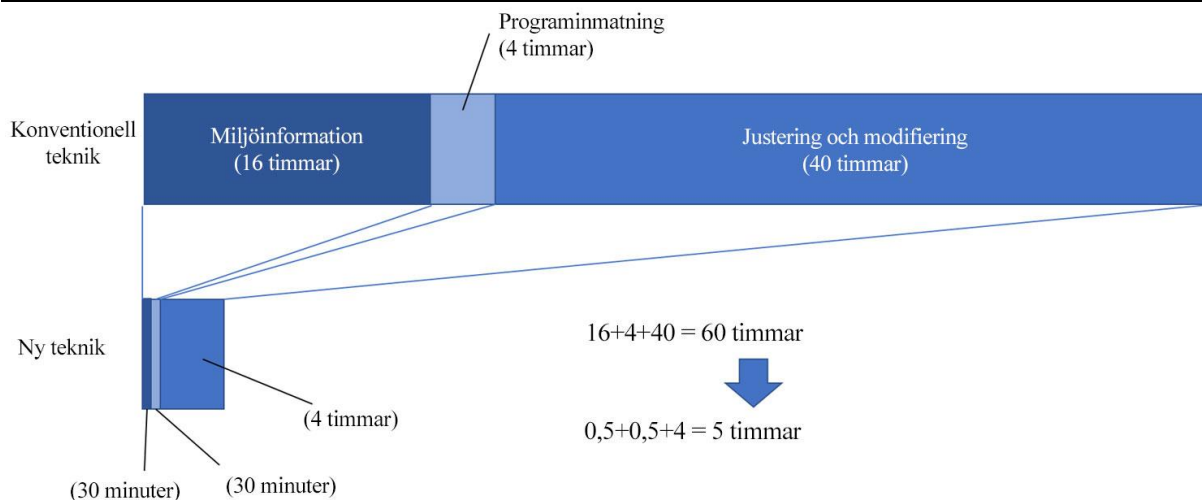 Programinmatning
(4 timmar)
Konventionell
teknik
Miljöinformation
(16 timmar)
Justering och modifiering
(40 timmar)
Ny teknik
16+4+40 = 60 timmar
(4 timmar)
0,5+0,5+4 = 5 timmar
(30 minuter)
(30 minuter)